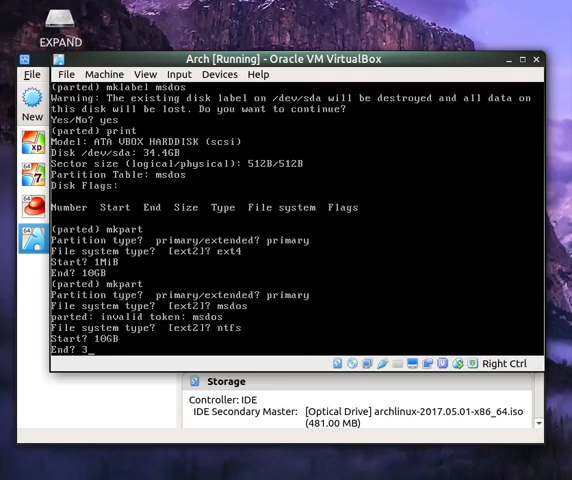 EXPAND
Arch [Running] - Oracle VM VirtualBox
File
File Machine View Input Devices Help
New
(parted) mklabel msdos
Warning: The existing disk label on /dev/sda will be destroyed and all data on
this disk will be lost. Do you want to continue?
Yes/No? yes
(parted) print
Model: ATA VBOX HARDDISK (scsi)
Disk /dev/sda: 34.4GB
Sector size (logical/physical): 512B/512B
Partition Table: msdos
Disk Flags:
Number Start End Size Type File system Flags
(parted) mkpart
Partition type? primary/extended? primary
File system type? [ext2]? ext4
Start? 1MiB
End? 10GB
(parted) mkpart
Partition type? primary/extended? primary
File system type? [ext2]? msdos
parted: invalid token: msdos
File system type? [ext2]? ntfs
Start? 10GB
End? 3_
Right Ctrl
64
xp
64
7
64
64
Storage
Controller: IDE
IDE Secondary Master: [Optical Drive] archlinux-2017.05.01-x86_64.iso
(481.00 MB)